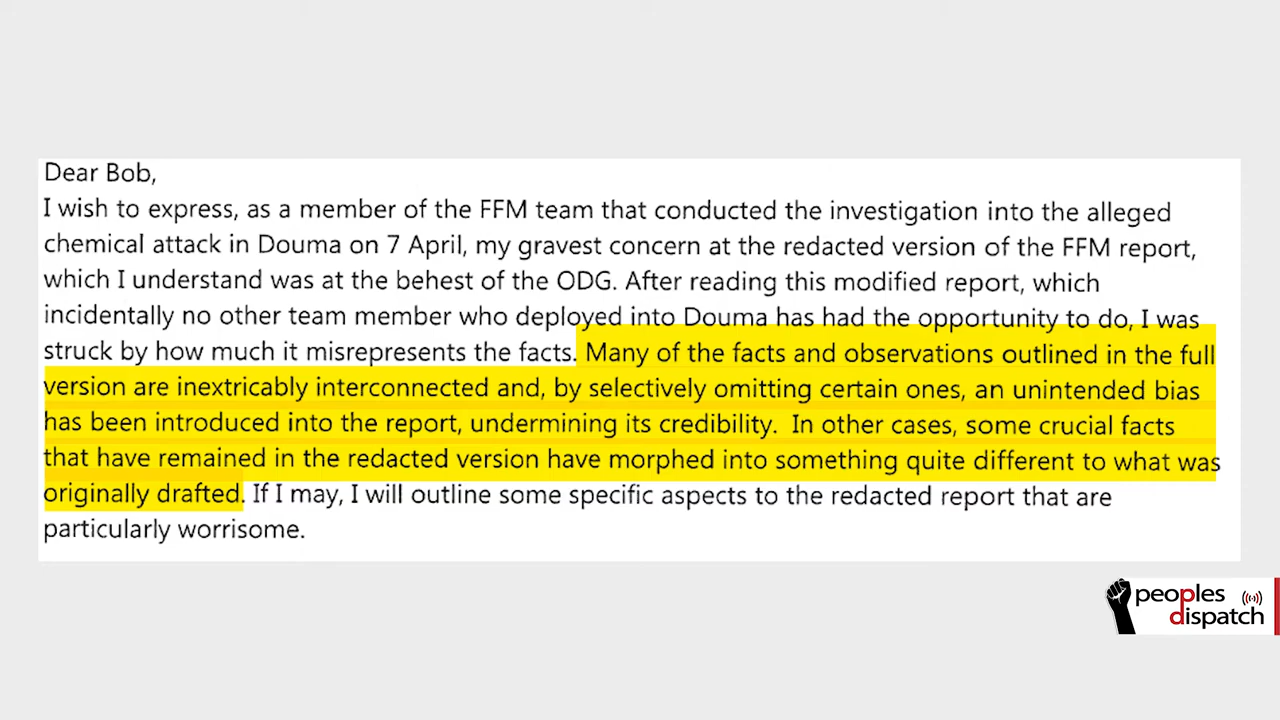 Dear Bob,
I wish to express, as a member of the FFM team that conducted the investigation into the alleged
chemical attack in Douma on 7 April, my gravest concern at the redacted version of the FFM report,
which I understand was at the behest of the ODG. After reading this modified report, which
incidentally no other team member who deployed into Douma has had the opportunity to do, I was
struck by how much it misrepresents the facts. Many of the facts and observations outlined in the full
version are inextricably interconnected and, by selectively omitting certain ones, an unintended bias
has been introduced into the report, undermining its credibility. In other cases, some crucial facts
that have remained in the redacted version have morphed into something quite different to what was
originally drafted. If I may, I will outline some specific aspects to the redacted report that are
particularly worrisome.
peoples
dispatch